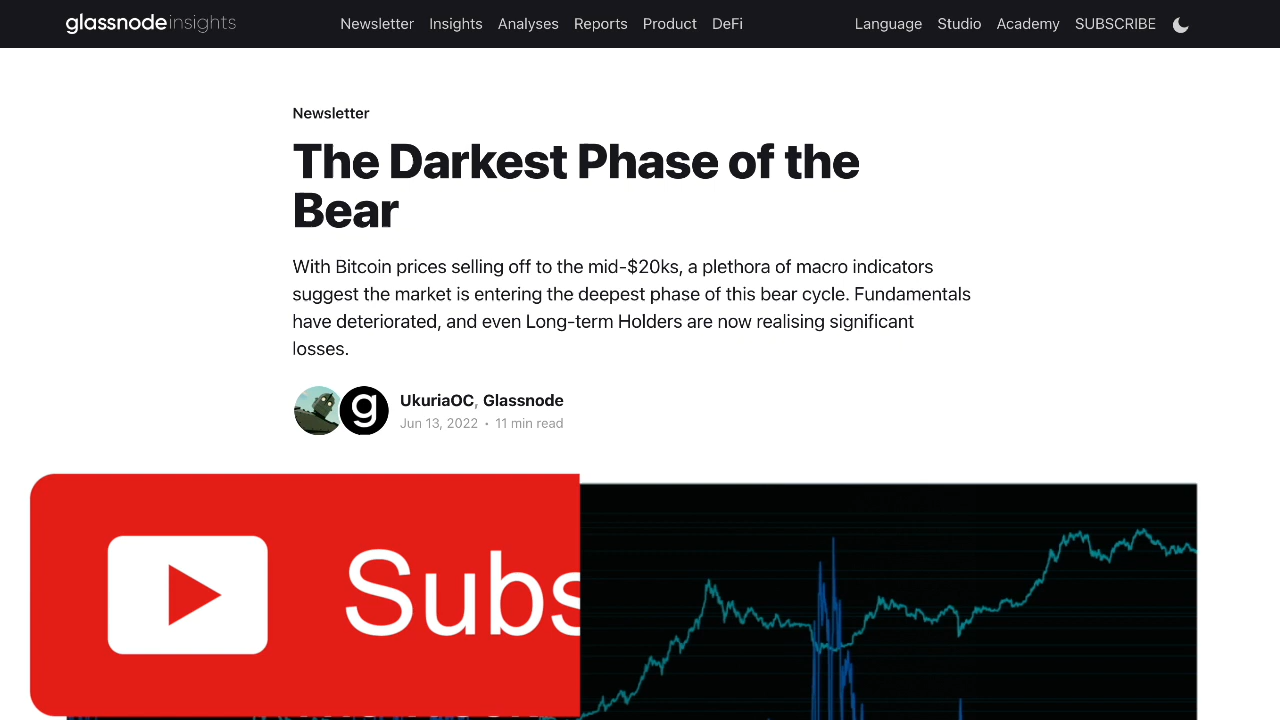 glassnodeinsights
Newsletter Insights Analyses Reports Product DeFi
Language Studio Academy SUBSCRIBE
Newsletter
The Darkest Phase of the
Bear
With Bitcoin prices selling off to the mid-$20ks, a plethora of macro indicators
suggest the market is entering the deepest phase of this bear cycle. Fundamentals
have deteriorated, and even Long-term Holders are now realising significant
losses.
g
UkuriaOC, Glassnode
Jun 13, 2022 • 11 min read
Subs